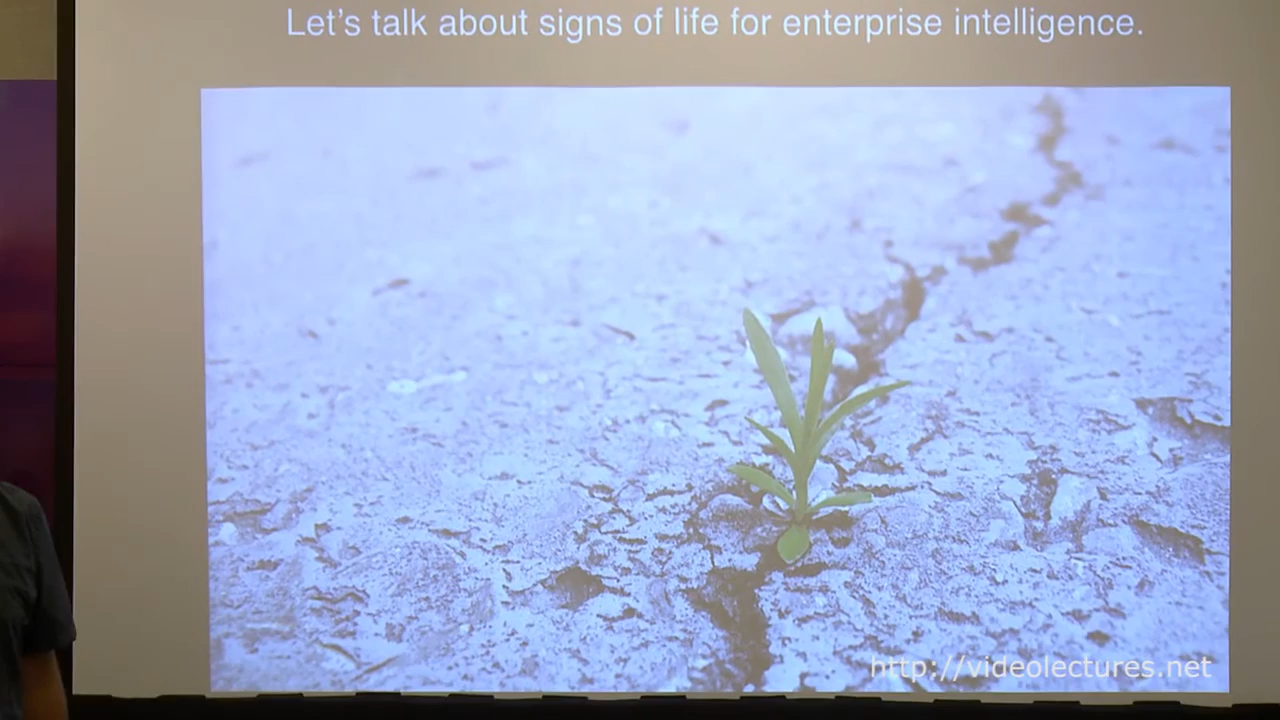 Let's talk about signs of life for enterprise intelligence.
http://videolectures.net